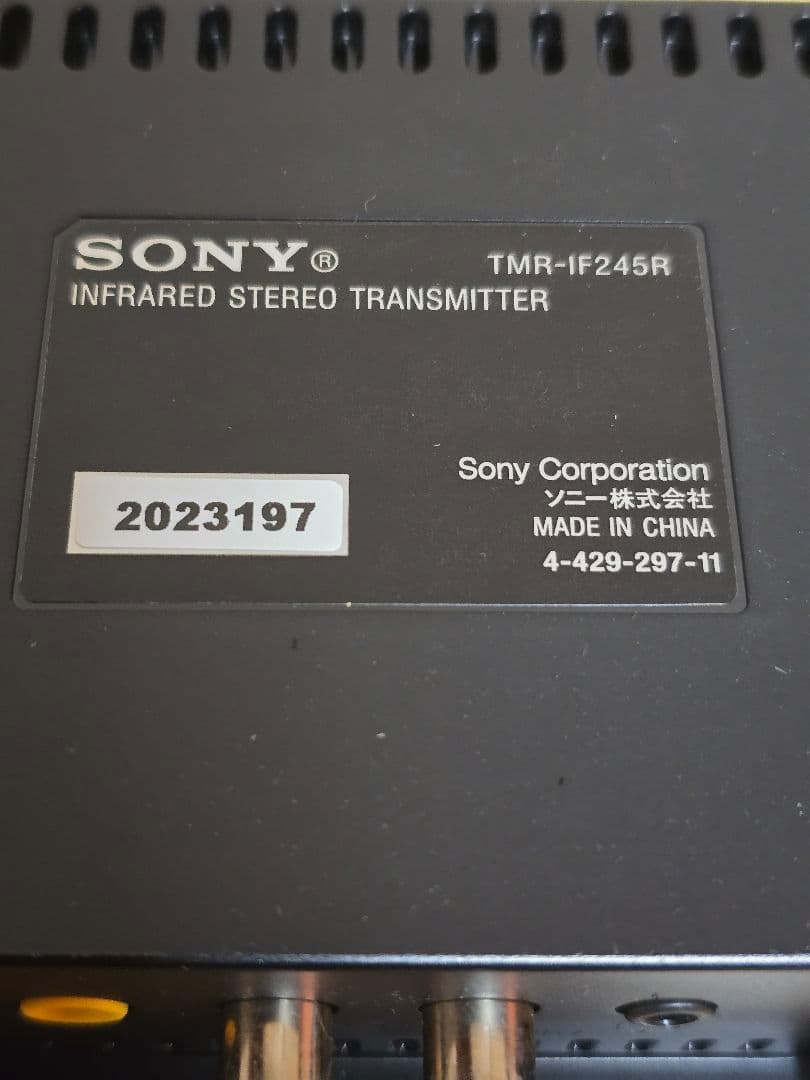 SONY®
TMR-IF245R
INFRARED STEREO TRANSMITTER
2023197
Sony Corporation
ソニー株式会社
MADE IN CHINA
4-429-297-11